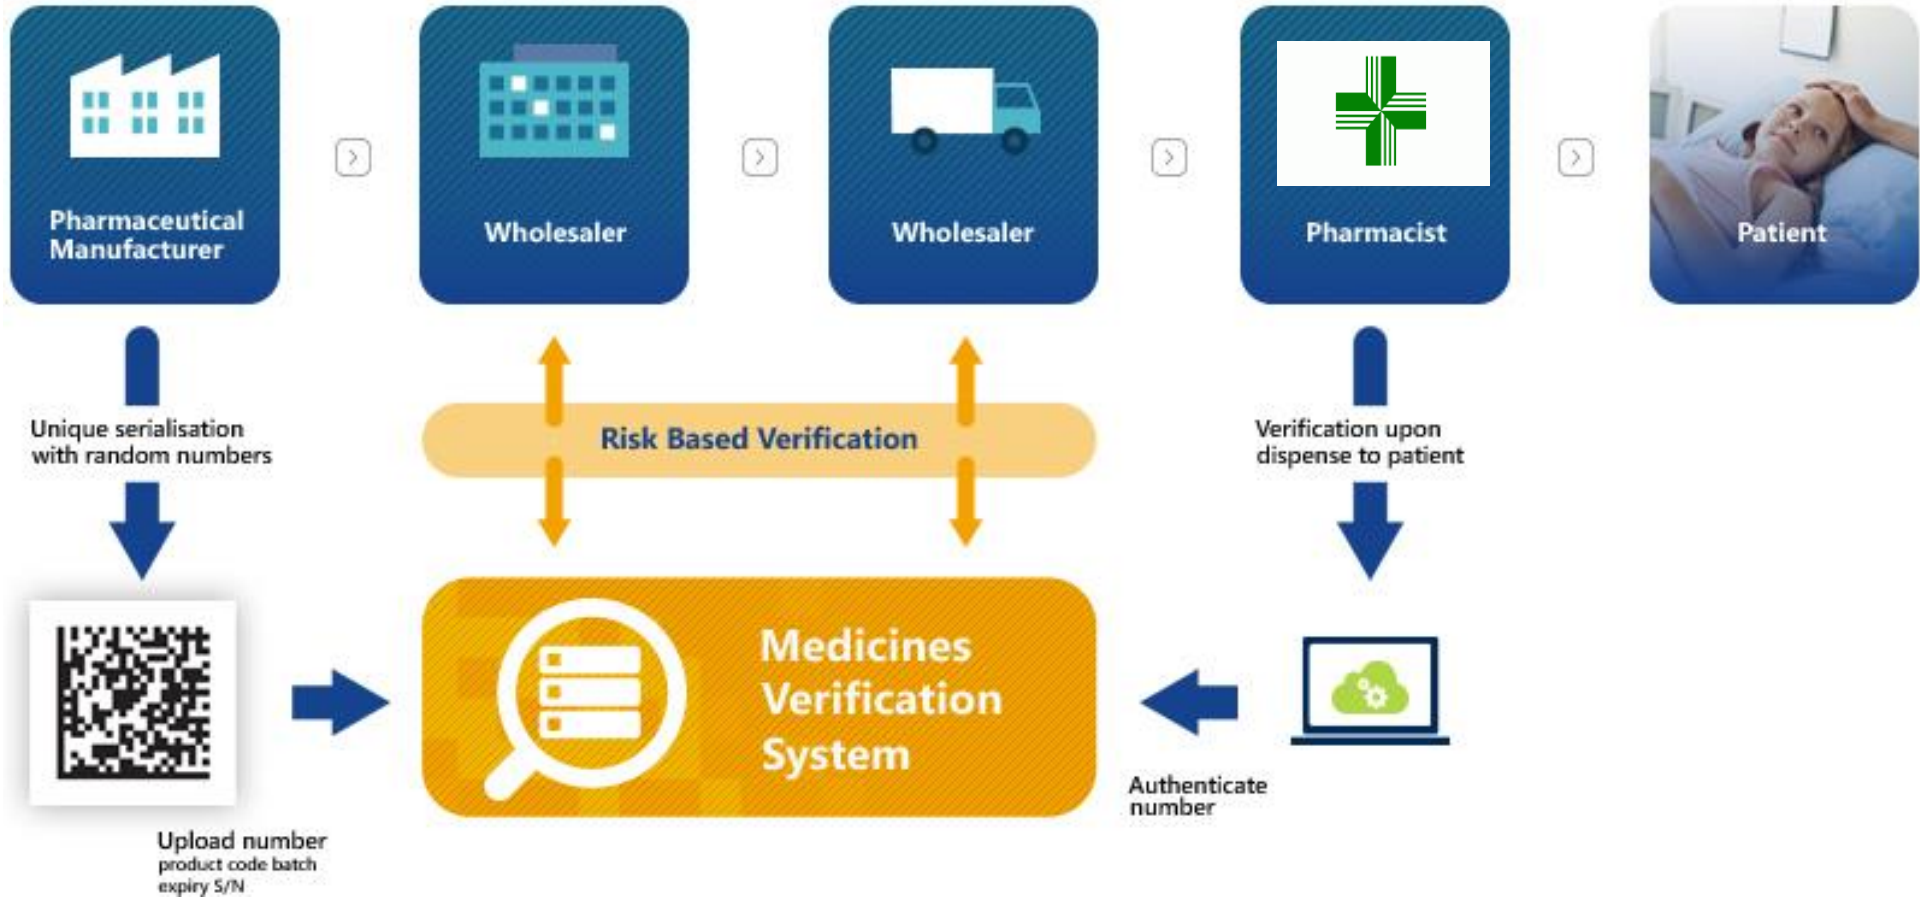 Pharmaceutical
Manufacturer
Wholesaler
Wholesaler
Pharmacist
Patient
Unique serialisation
with random numbers
Risk Based Verification
Verification upon
dispense to patient
Medicines
Verification
System
Authenticate
number
Upload number
product code batch
expiry S/N